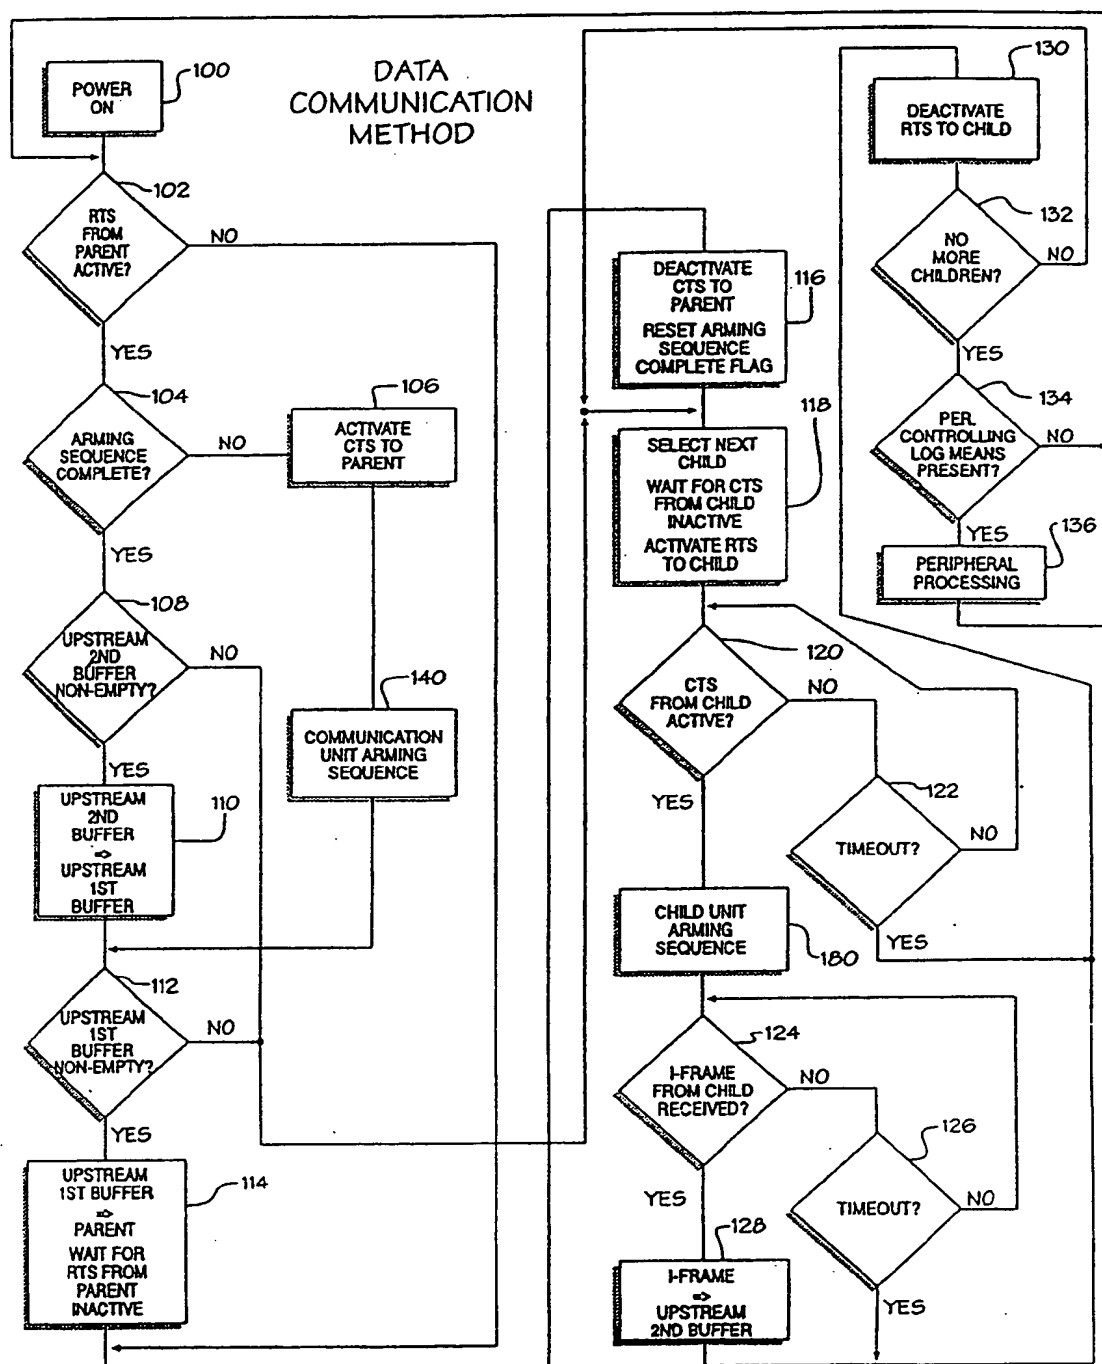 DATA
COMMUNICATION
METHOD
POWER
ON
100
RTS
FROM
PARENT
ACTIVE?
102
NO
YES
ARMING
SEQUENCE
COMPLETE?
104
NO
YES
ACTIVATE
CTS TO
PARENT
106
UPSTREAM
2ND
BUFFER
NON-EMPTY?
108
NO
YES
COMMUNICATION
UNIT ARMING
SEQUENCE
140
UPSTREAM
2ND
BUFFER
=>
UPSTREAM
1ST
BUFFER
110
UPSTREAM
1ST
BUFFER
NON-EMPTY?
112
NO
YES
UPSTREAM
1ST BUFFER
=>
PARENT
WAIT FOR
RTS FROM
PARENT
INACTIVE
114
DEACTIVATE
CTS TO
PARENT
RESET ARMING
SEQUENCE
COMPLETE FLAG
116
SELECT NEXT
CHILD
WAIT FOR CTS
FROM CHILD
INACTIVE
ACTIVATE RTS
TO CHILD
118
CTS
FROM CHILD
ACTIVE?
120
NO
YES
TIMEOUT?
122
NO
YES
CHILD UNIT
ARMING
SEQUENCE
180
I-FRAME
FROM CHILD
RECEIVED?
124
NO
YES
TIMEOUT?
126
NO
YES
I-FRAME
=>
UPSTREAM
2ND BUFFER
128
DEACTIVATE
RTS TO CHILD
130
NO
MORE
CHILDREN?
132
NO
YES
PER.
CONTROLLING
LOG MEANS
PRESENT?
134
NO
YES
PERIPHERAL
PROCESSING
136